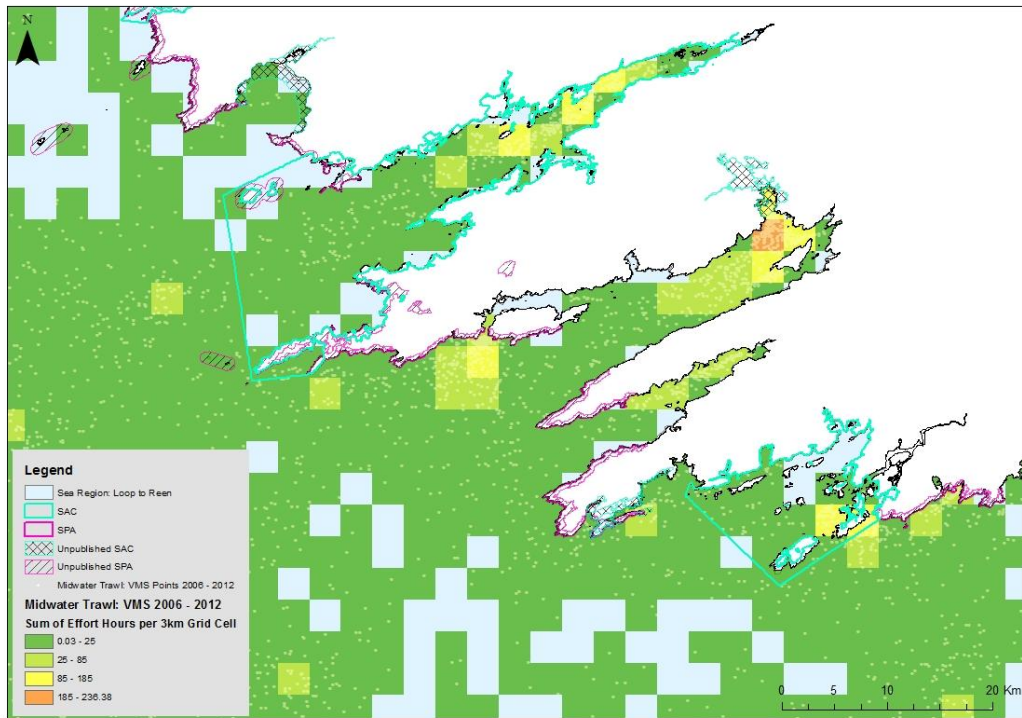 N
Legend
Sea Region: Loop to Reen
SAC
SPA
Unpublished SAC
Unpublished SPA
Midwater Trawl: VMS Points 2006 - 2012
Midwater Trawl: VMS 2006 - 2012
Sum of Effort Hours per 3km Grid Cell
0.03 - 25
25 - 85
85 - 185
185 - 236.38
0 5 10 20 Km